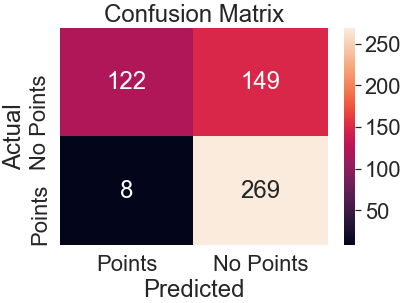 Confusion Matrix
Actual
No Points
Points
122 149
8 269
Points No Points
Predicted
250
200
150
100
50